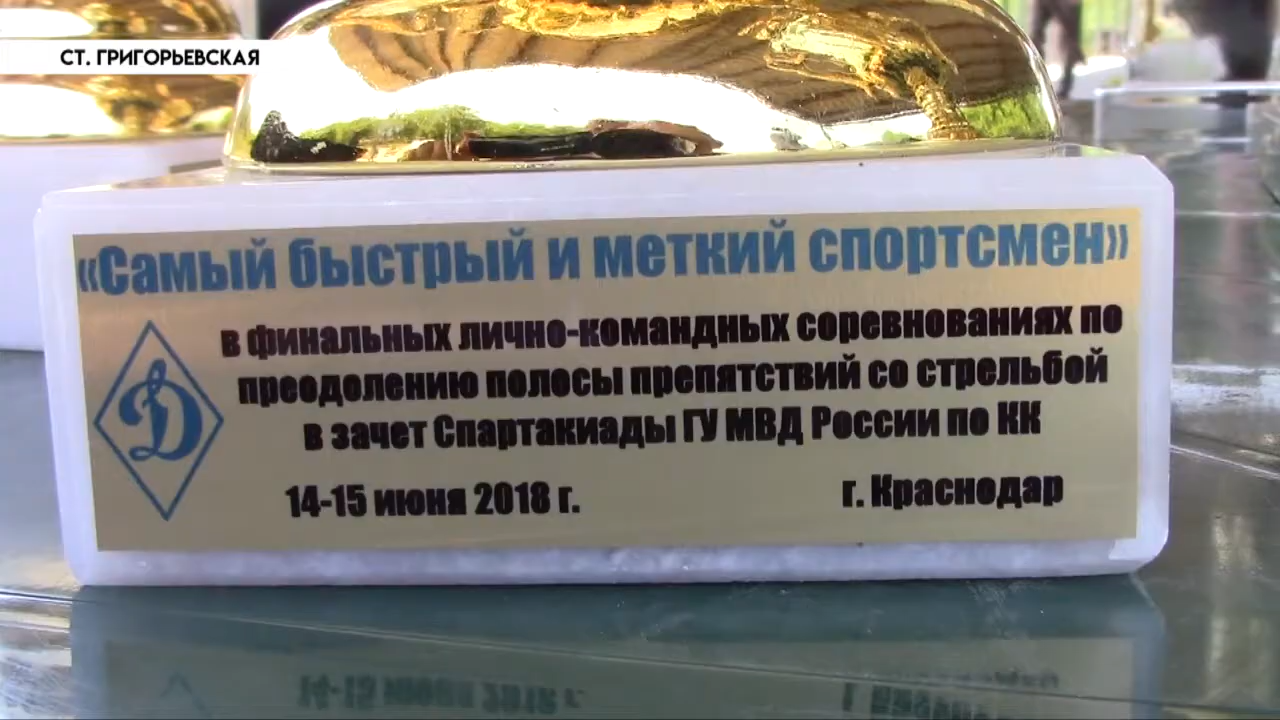 СТ. ГРИГОРЬЕВСКАЯ
«Самый быстрый и меткий спортсмен»
в финальных лично-командных соревнованиях по
преодолению полосы препятствий со стрельбой
в зачет Спартакиады ГУ МВД России по КК
Д
14-15 июня 2018 г. г. Краснодар